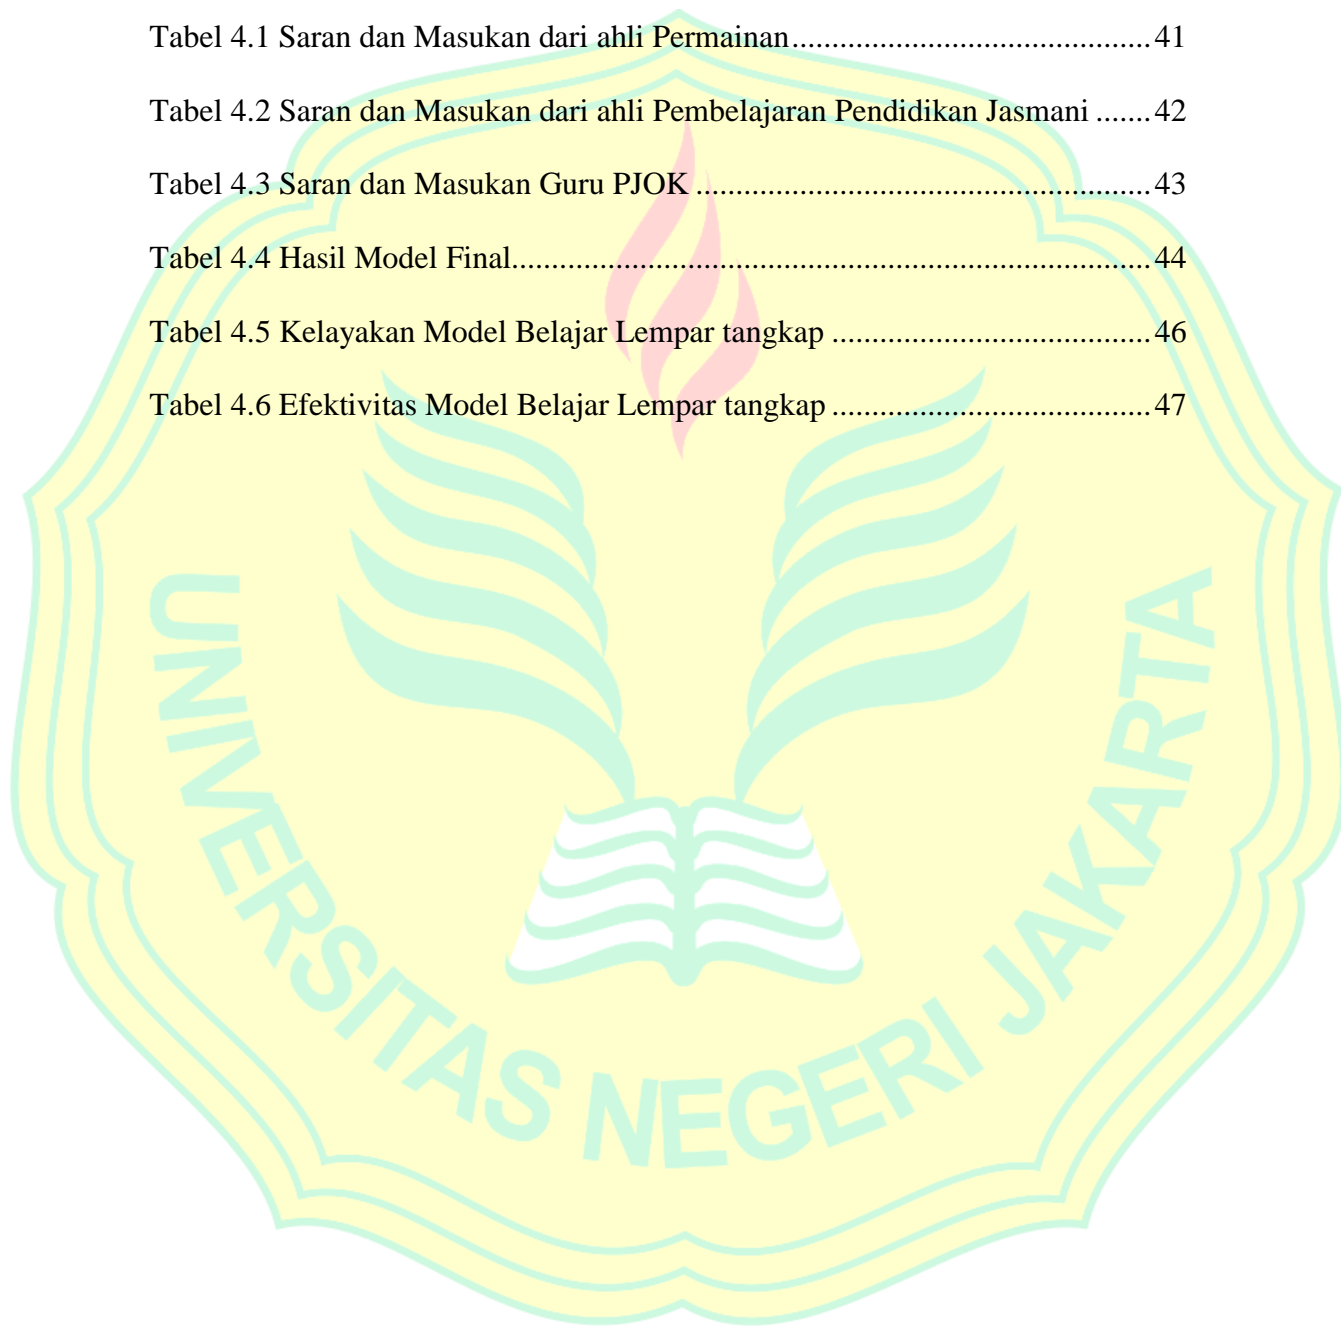 Tabel 4.1 Saran dan Masukan dari ahli Permainan.............................................41
Tabel 4.2 Saran dan Masukan dari ahli Pembelajaran Pendidikan Jasmani .......42
Tabel 4.3 Saran dan Masukan Guru PJOK .........................................................43
Tabel 4.4 Hasil Model Final................................................................................44
Tabel 4.5 Kelayakan Model Belajar Lempar tangkap ........................................46
Tabel 4.6 Efektivitas Model Belajar Lempar tangkap ........................................47
UNIVERSITAS NEGERI JAKARTA